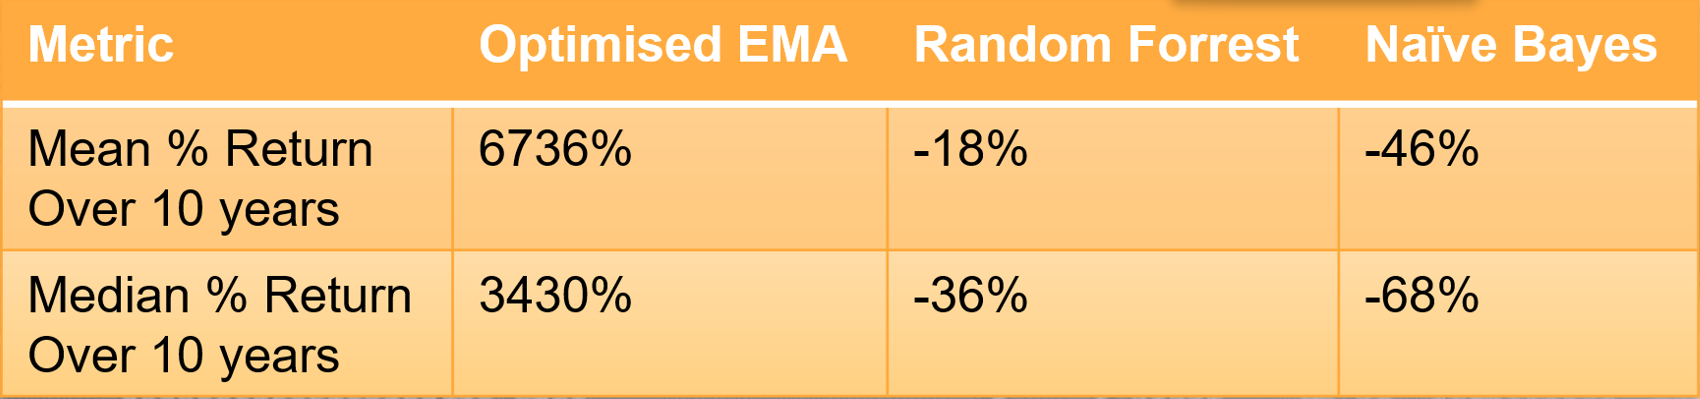 Metric Optimised EMA Random Forrest Naïve Bayes
Mean % Return 6736% -18% -46%
Over 10 years
Median % Return 3430% -36% -68%
Over 10 years